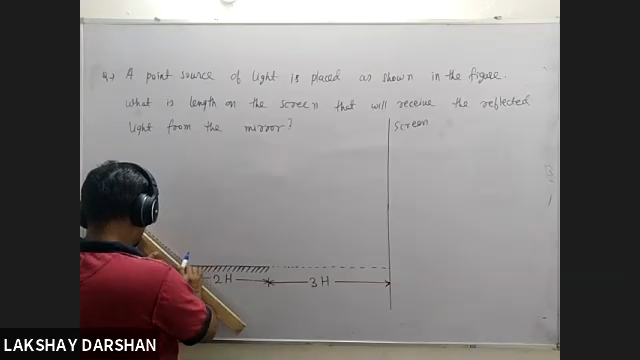 Q.) A point source of light is placed as shown in the figure.
What is length on the screen that will receive the reflected
light from the mirror?
Screen
2H
3H
LAKSHAY DARSHAN